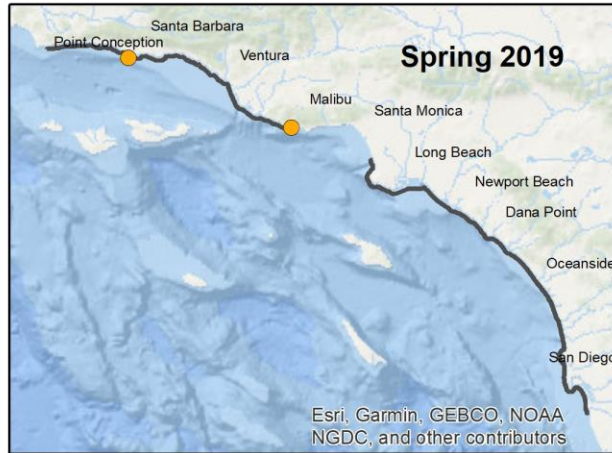 Santa Barbara
Point Conception
Ventura
Spring 2019
Malibu
Santa Monica
Long Beach
Newport Beach
Dana Point
Oceanside
San Diego
Esri, Garmin, GEBCO, NOAA
NGDC, and other contributors